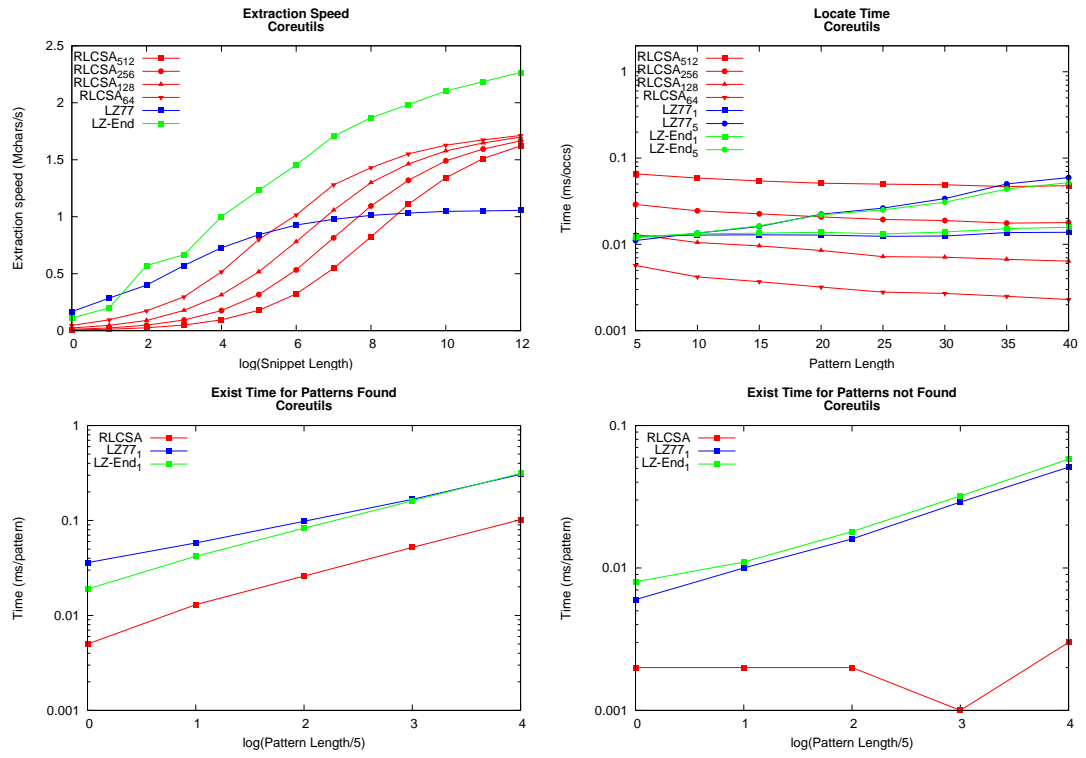 Extraction Speed
Coreutils
Extraction speed (Mchars/s)
2.5
2
1.5
1
0.5
0
RLCSA512
RLCSA256
RLCSA128
RLCSA64
LZ77
LZ-End
0 2 4 6 8 10 12
log(Snippet Length)
Locate Time
Coreutils
Time (ms/occs)
1
0.1
0.01
0.001
RLCSA512
RLCSA256
RLCSA128
RLCSA64
LZ771
LZ775
LZ-End1
LZ-End5
5 10 15 20 25 30 35 40
Pattern Length
Exist Time for Patterns Found
Coreutils
Time (ms/pattern)
1
0.1
0.01
0.001
RLCSA
LZ771
LZ-End1
0 1 2 3 4
log(Pattern Length/5)
Exist Time for Patterns not Found
Coreutils
Time (ms/pattern)
0.1
0.01
0.001
RLCSA
LZ771
LZ-End1
0 1 2 3 4
log(Pattern Length/5)